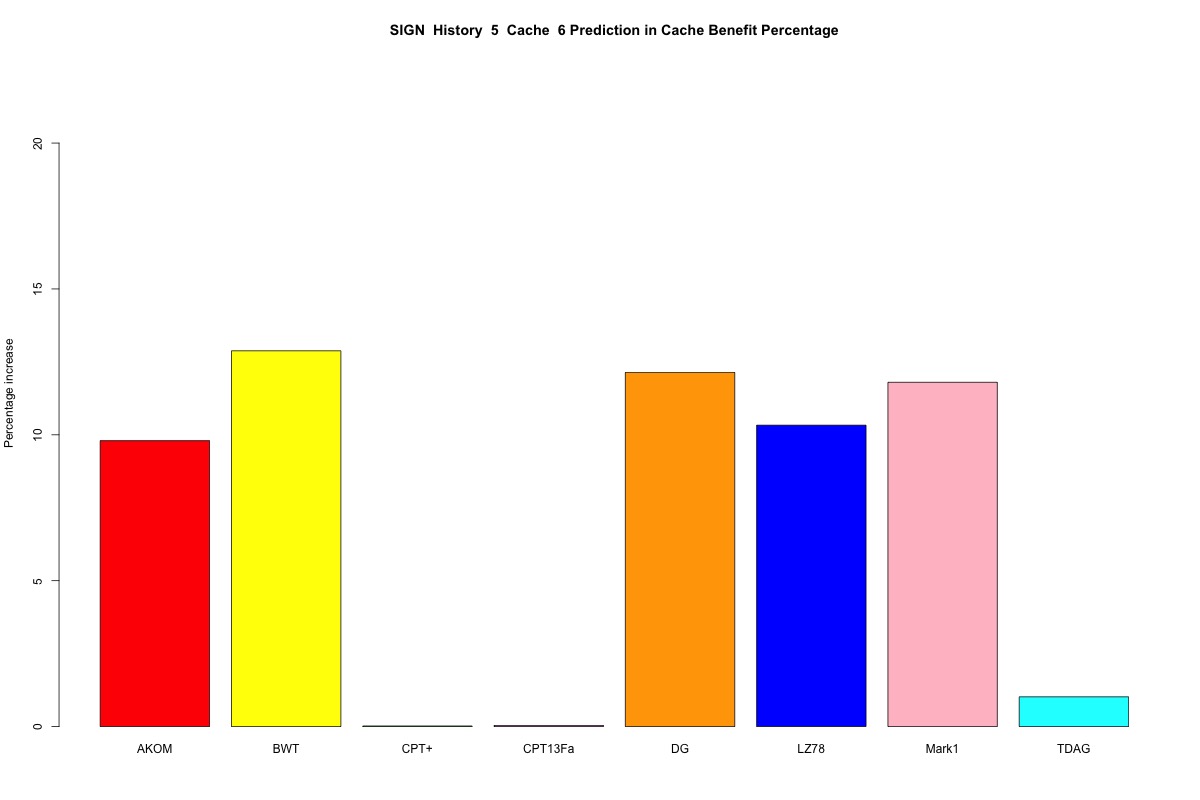 SIGN  History  5  Cache  6 Prediction in Cache Benefit Percentage
Percentage increase
20
15
10
5
0
AKOM BWT CPT+ CPT13Fa DG LZ78 Mark1 TDAG